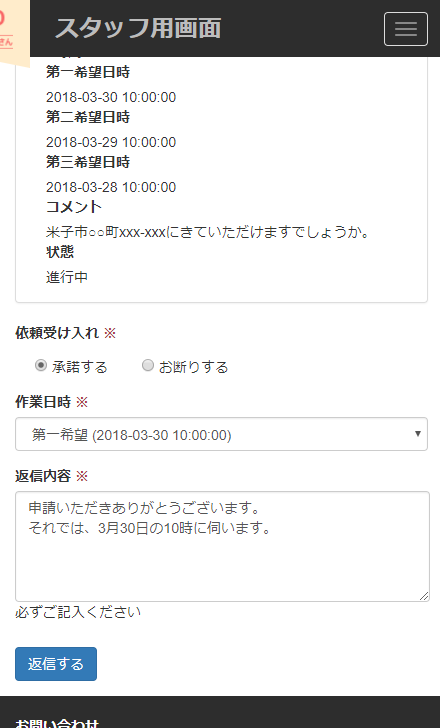 さん
スタッフ用画面
第一希望日時
2018-03-30 10:00:00
第二希望日時
2018-03-29 10:00:00
第三希望日時
2018-03-28 10:00:00
コメント
米子市○○町xxx-xxxにきていただけますでしょうか。
状態
進行中
依頼受け入れ ※
承諾する お断りする
作業日時 ※
第一希望 (2018-03-30 10:00:00)
返信内容 ※
申請いただきありがとうございます。
それでは、3月30日の10時に伺います。
必ずご記入ください
返信する
お問い合わせ